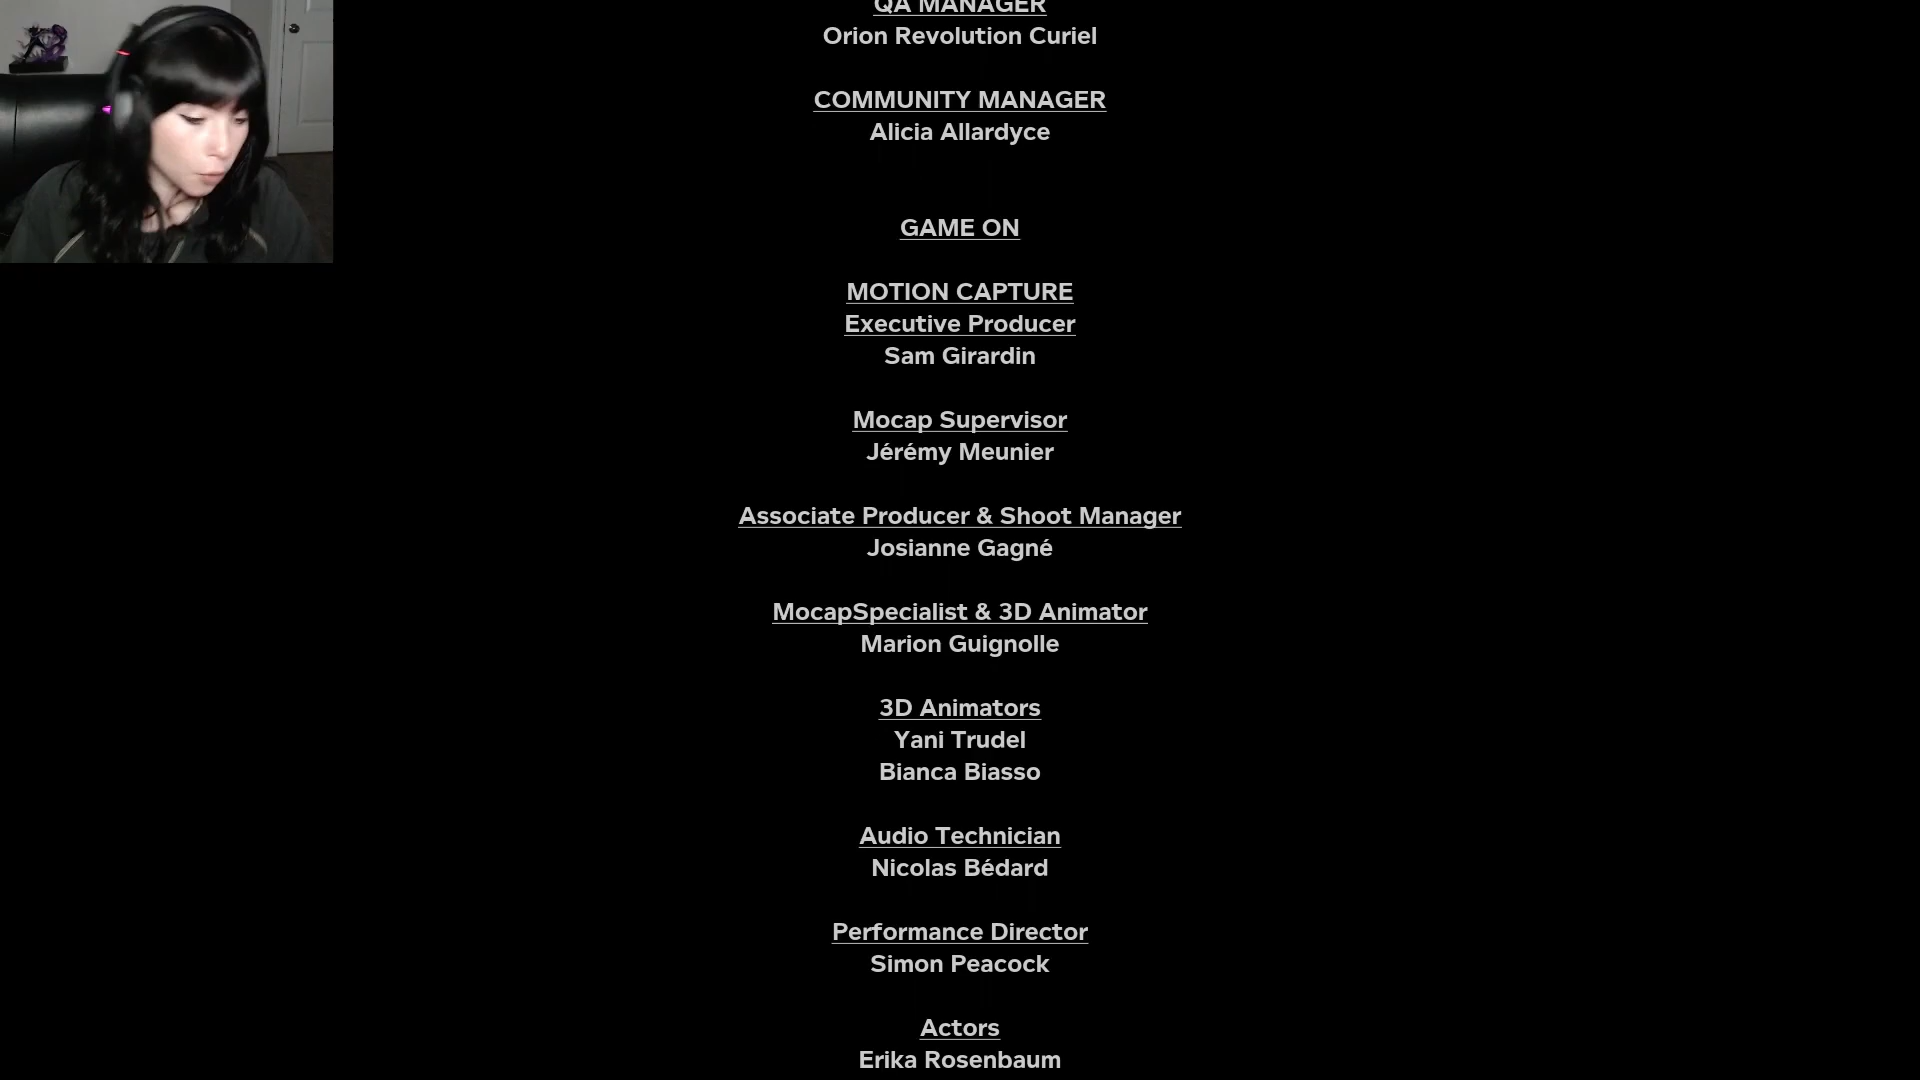 QA MANAGER
Orion Revolution Curiel
COMMUNITY MANAGER
Alicia Allardyce
GAME ON
MOTION CAPTURE
Executive Producer
Sam Girardin
Mocap Supervisor
Jérémy Meunier
Associate Producer & Shoot Manager
Josianne Gagné
MocapSpecialist & 3D Animator
Marion Guignolle
3D Animators
Yani Trudel
Bianca Biasso
Audio Technician
Nicolas Bédard
Performance Director
Simon Peacock
Actors
Erika Rosenbaum